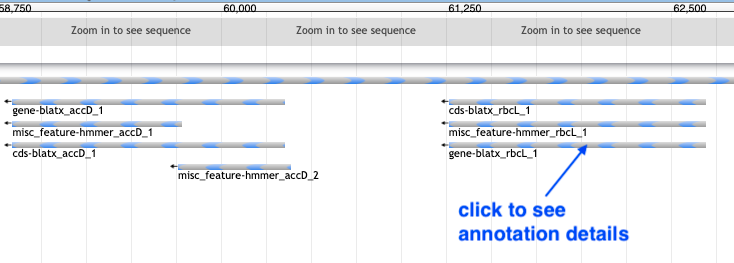 58,750 60,000 61,250 62,500
Zoom in to see sequence Zoom in to see sequence Zoom in to see sequence
gene-blatx_accD_1 cds-blatx_rbcL_1
misc_feature-hmmer_accD_1 misc_feature-hmmer_rbcL_1
cds-blatx_accD_1 gene-blatx_rbcL_1
misc_feature-hmmer_accD_2
click to see
annotation details